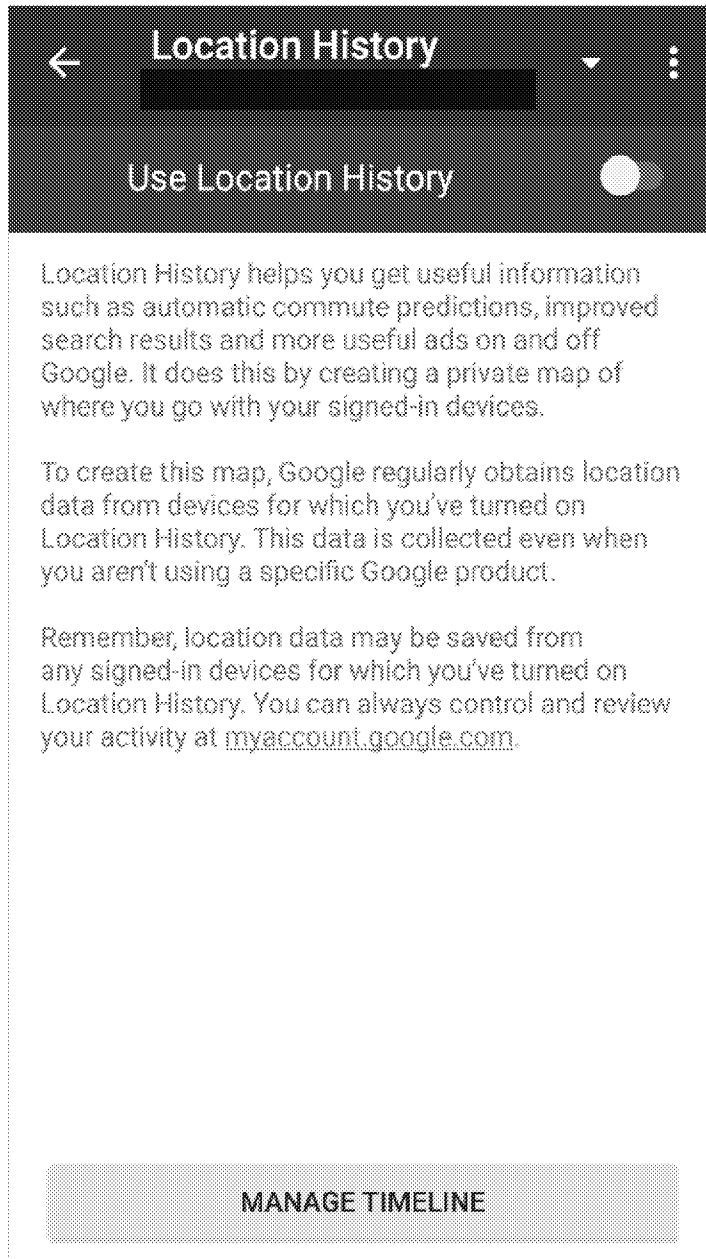 Location History
Use Location History
Location History helps you get useful information
such as automatic commute predictions, improved
search results and more useful ads on and off
Google. It does this by creating a private map of
where you go with your signed-in devices.
To create this map, Google regularly obtains location
data from devices for which you've turned on
Location History. This data is collected even when
you aren't using a specific Google product.
Remember, location data may be saved from
any signed-in devices for which you've turned on
Location History. You can always control and review
your activity at myaccount.google.com.
MANAGE TIMELINE